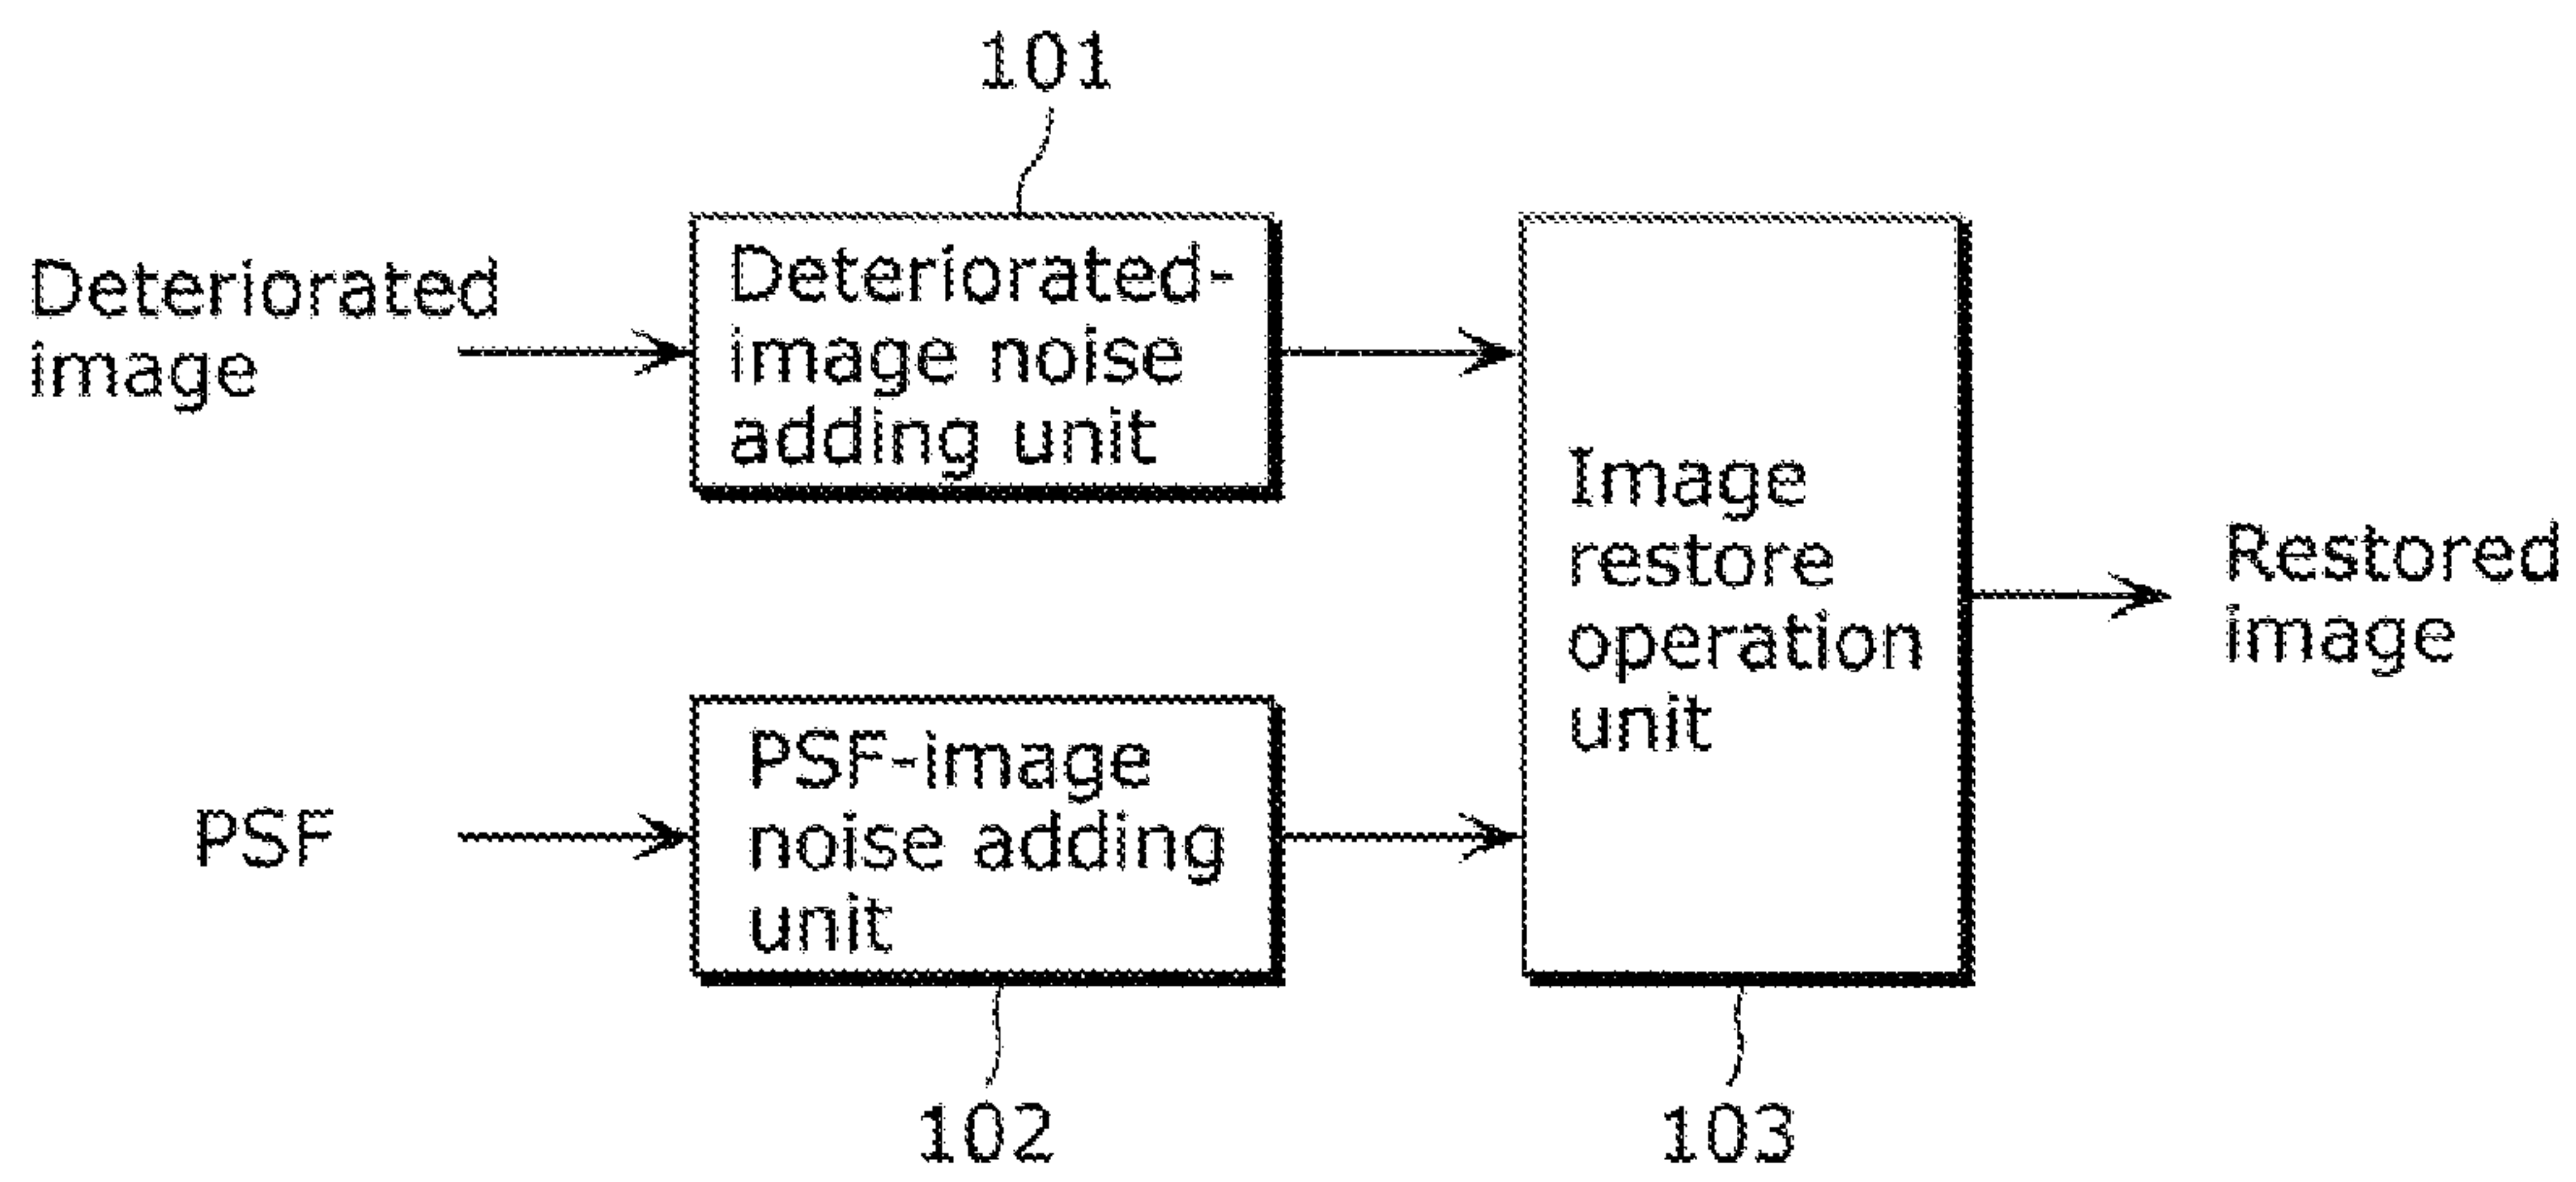 101
Deteriorated
image
Deteriorated-
image noise
adding unit
Image
restore
operation
unit
Restored
image
PSF
PSF-image
noise adding
unit
102
103